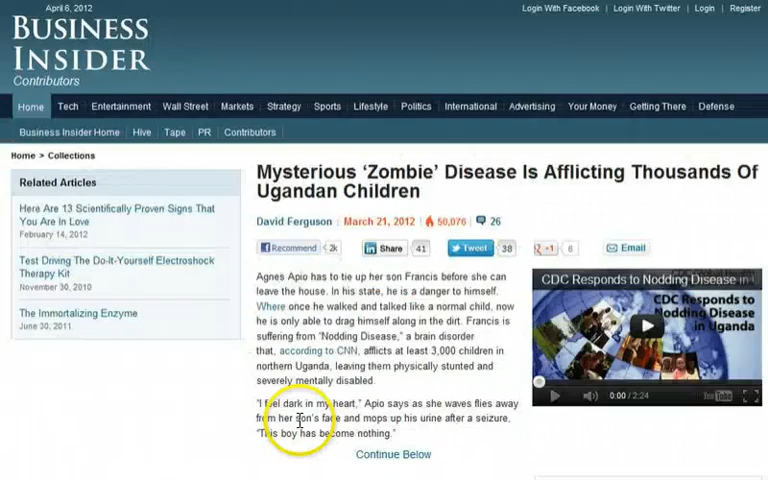 April 6, 2012
Login With Facebook | Login With Twitter | Login | Register
BUSINESS
INSIDER
Contributors
Home Tech Entertainment Wall Street Markets Strategy Sports Lifestyle Politics International Advertising Your Money Getting There Defense
Business Insider Home Hive Tape PR Contributors
Home > Collections
Related Articles
Here Are 13 Scientifically Proven Signs That
You Are In Love
February 14, 2012
Test Driving The Do-It-Yourself Electroshock
Therapy Kit
November 30, 2010
The Immortalizing Enzyme
June 30, 2011
Mysterious ‘Zombie’ Disease Is Afflicting Thousands Of
Ugandan Children
David Ferguson | March 21, 2012 | 50,076 | 26
Recommend 2k Share 41 Tweet 38 +1 6 Email
Agnes Apio has to tie up her son Francis before she can
leave the house. In his state, he is a danger to himself.
Where once he walked and talked like a normal child, now
he is only able to drag himself along in the dirt. Francis is
suffering from “Nodding Disease,” a brain disorder
that, according to CNN, afflicts at least 3,000 children in
northern Uganda, leaving them physically stunted and
severely mentally disabled.
“I feel dark in my heart,” Apio says as she waves flies away
from her son’s face and mops up his urine after a seizure,
“This boy has become nothing.”
Continue Below
CDC Responds to Nodding Disease in
CDC Responds to
Nodding Disease
in Uganda
0:00 / 2:24
YouTube